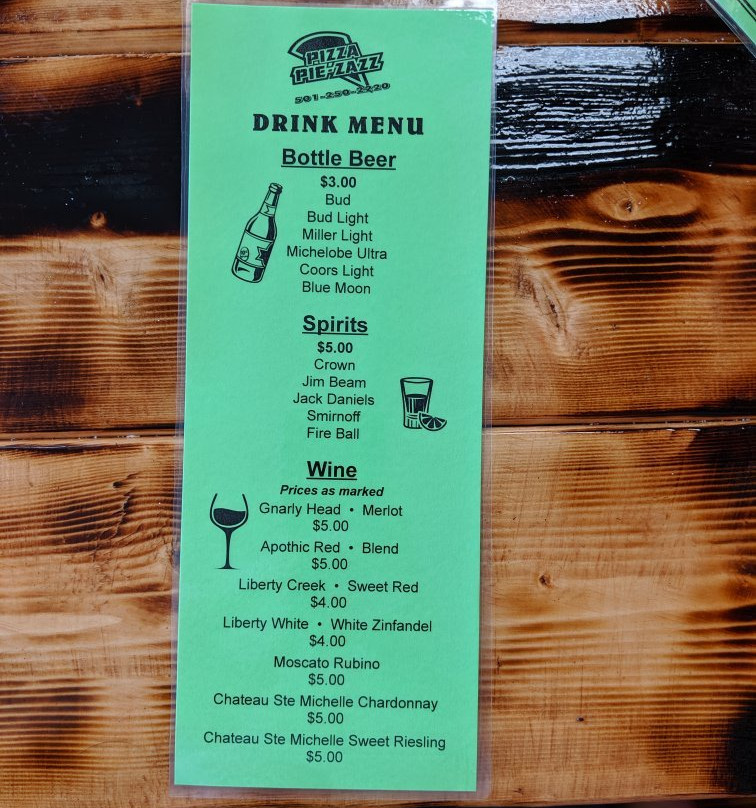 PIZZA
PIE-ZAZZ
501-250-2220
DRINK MENU
Bottle Beer
$3.00
Bud
Bud Light
Miller Light
Michelobe Ultra
Coors Light
Blue Moon
Spirits
$5.00
Crown
Jim Beam
Jack Daniels
Smirnoff
Fire Ball
Wine
Prices as marked
Gnarly Head • Merlot
$5.00
Apothic Red • Blend
$5.00
Liberty Creek • Sweet Red
$4.00
Liberty White • White Zinfandel
$4.00
Moscato Rubino
$5.00
Chateau Ste Michelle Chardonnay
$5.00
Chateau Ste Michelle Sweet Riesling
$5.00